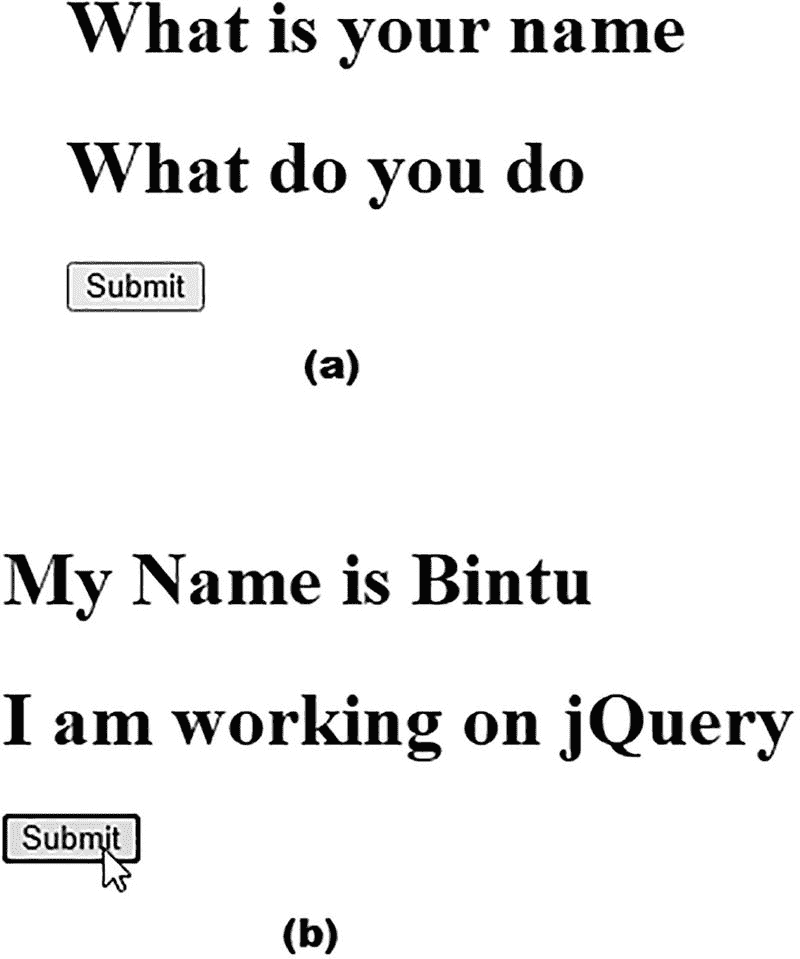 What is your name
What do you do
Submit
(a)
My Name is Bintu
I am working on jQuery
Submit
(b)